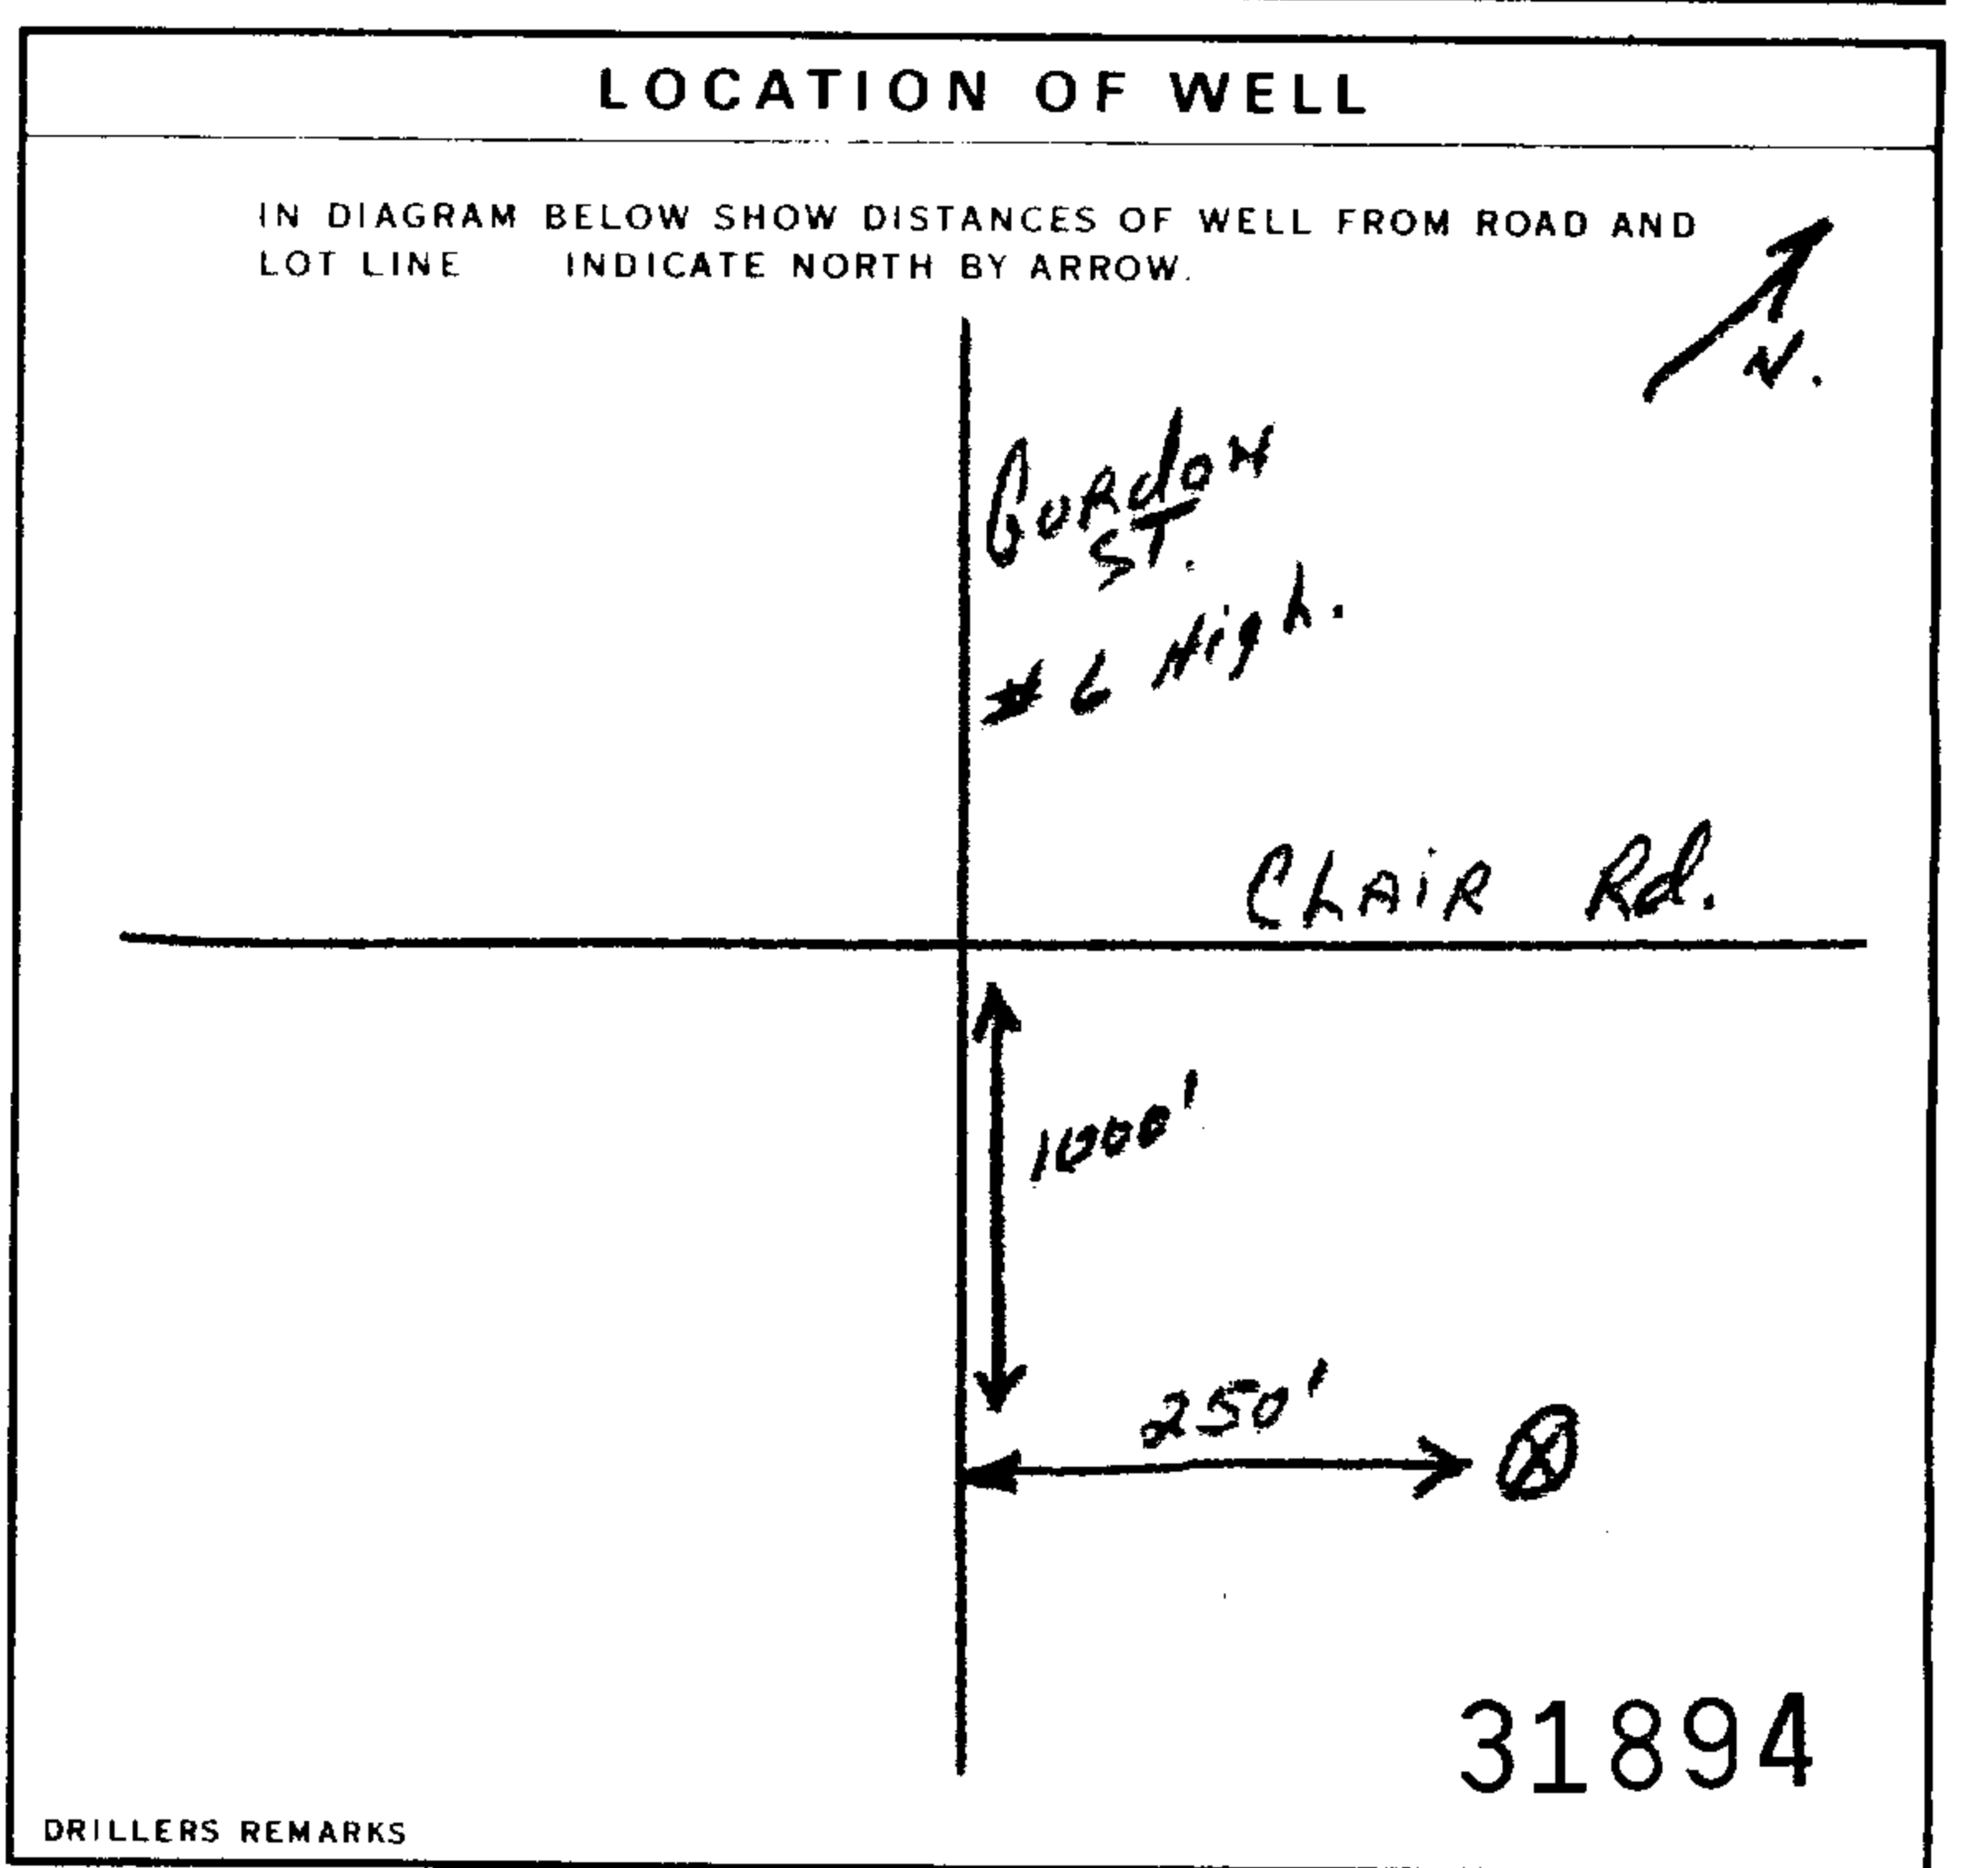 LOCATION OF WELL
IN DIAGRAM BELOW SHOW DISTANCES OF WELL FROM ROAD AND
LOT LINE INDICATE NORTH BY ARROW.
N.
Gordon
ST.
#6 High.
CLAIR Rd.
1000'
250'
31894
DRILLERS REMARKS